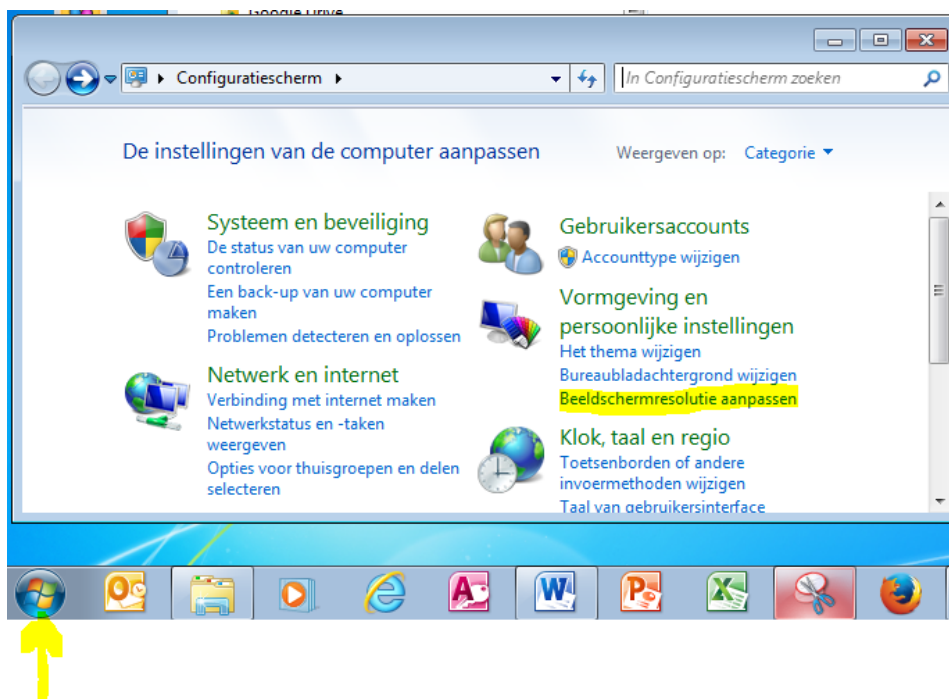 Google Drive
Configuratiescherm
In Configuratiescherm zoeken
De instellingen van de computer aanpassen
Weergeven op: Categorie
Systeem en beveiliging
De status van uw computer
controleren
Een back-up van uw computer
maken
Problemen detecteren en oplossen
Netwerk en internet
Verbinding met internet maken
Netwerkstatus en -taken
weergeven
Opties voor thuisgroepen en delen
selecteren
Gebruikersaccounts
Accounttype wijzigen
Vormgeving en
persoonlijke instellingen
Het thema wijzigen
Bureaubladachtergrond wijzigen
Beeldschermresolutie aanpassen
Klok, taal en regio
Toetsenborden of andere
invoermethoden wijzigen
Taal van gebruikersinterface